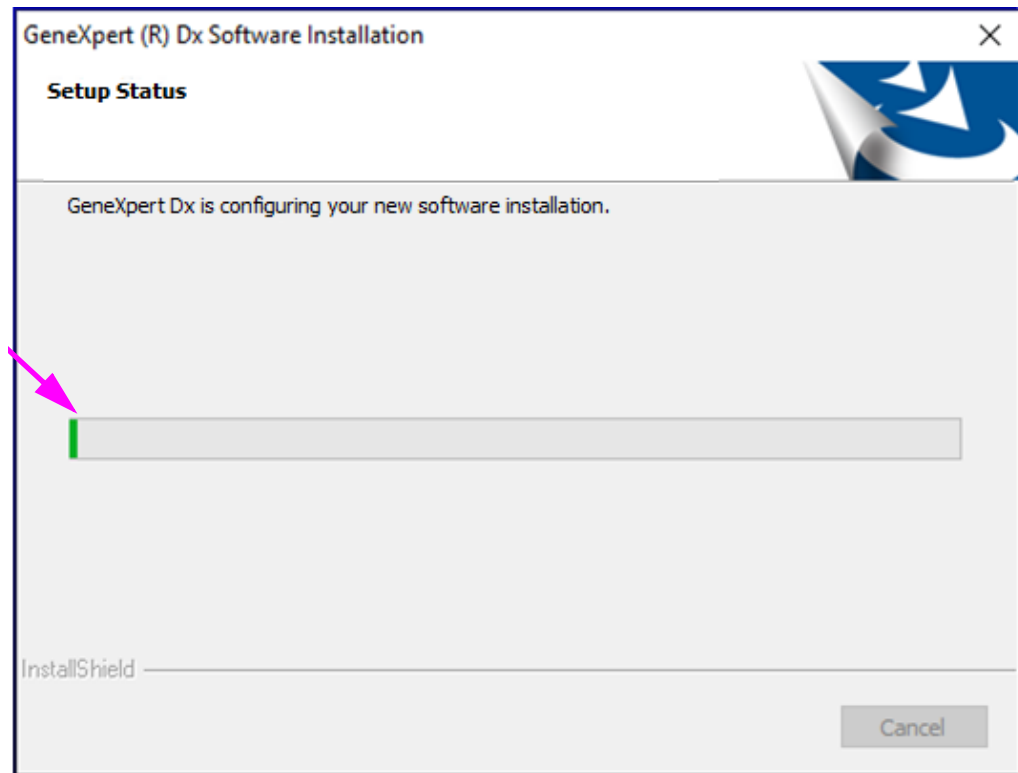 GeneXpert (R) Dx Software Installation
Setup Status
GeneXpert Dx is configuring your new software installation.
InstallShield
Cancel